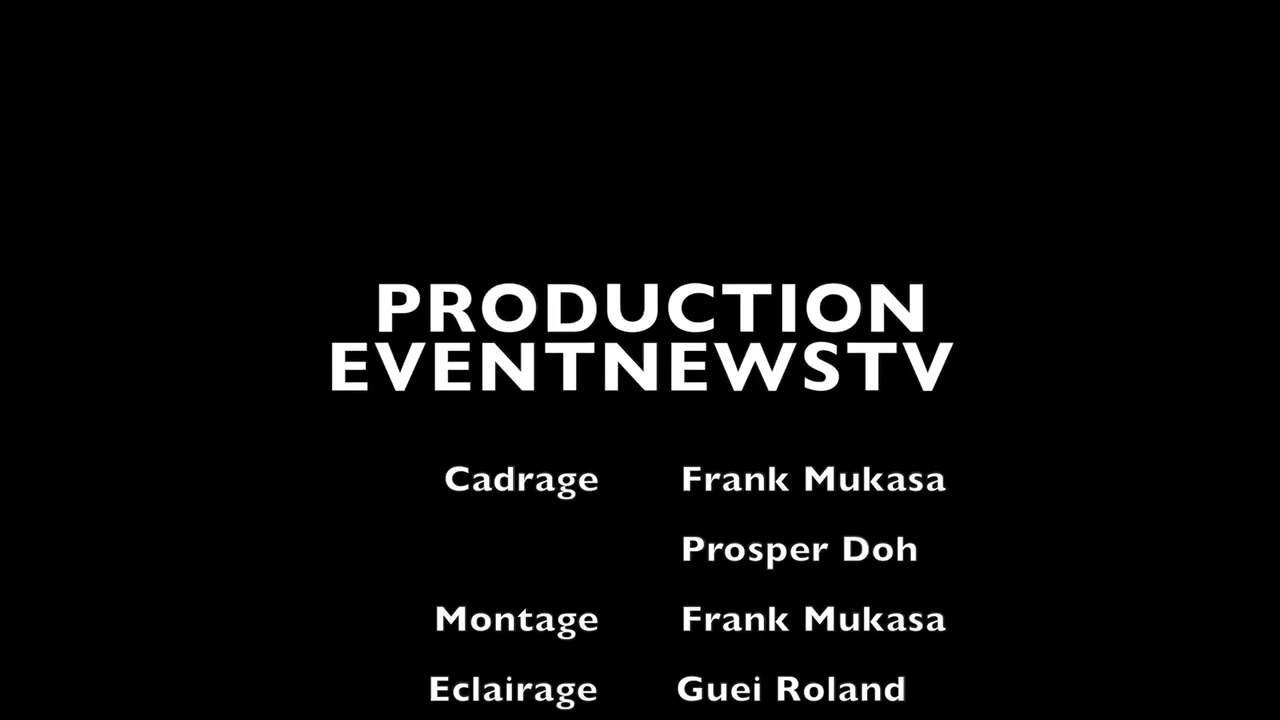 PRODUCTION
EVENTNEWSTV
Cadrage Frank Mukasa
Prosper Doh
Montage Frank Mukasa
Eclairage Guei Roland